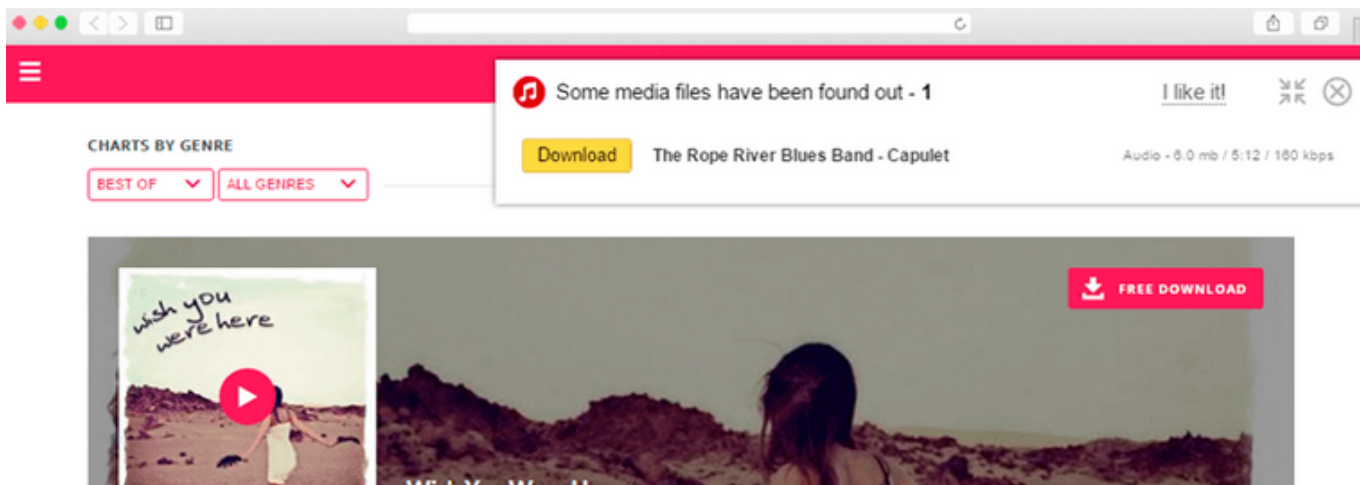 Some media files have been found out - 1
I like it!
Download
The Rope River Blues Band - Capulet
Audio - 6.0 mb / 5:12 / 160 kbps
CHARTS BY GENRE
BEST OF
ALL GENRES
wish you
were here
FREE DOWNLOAD